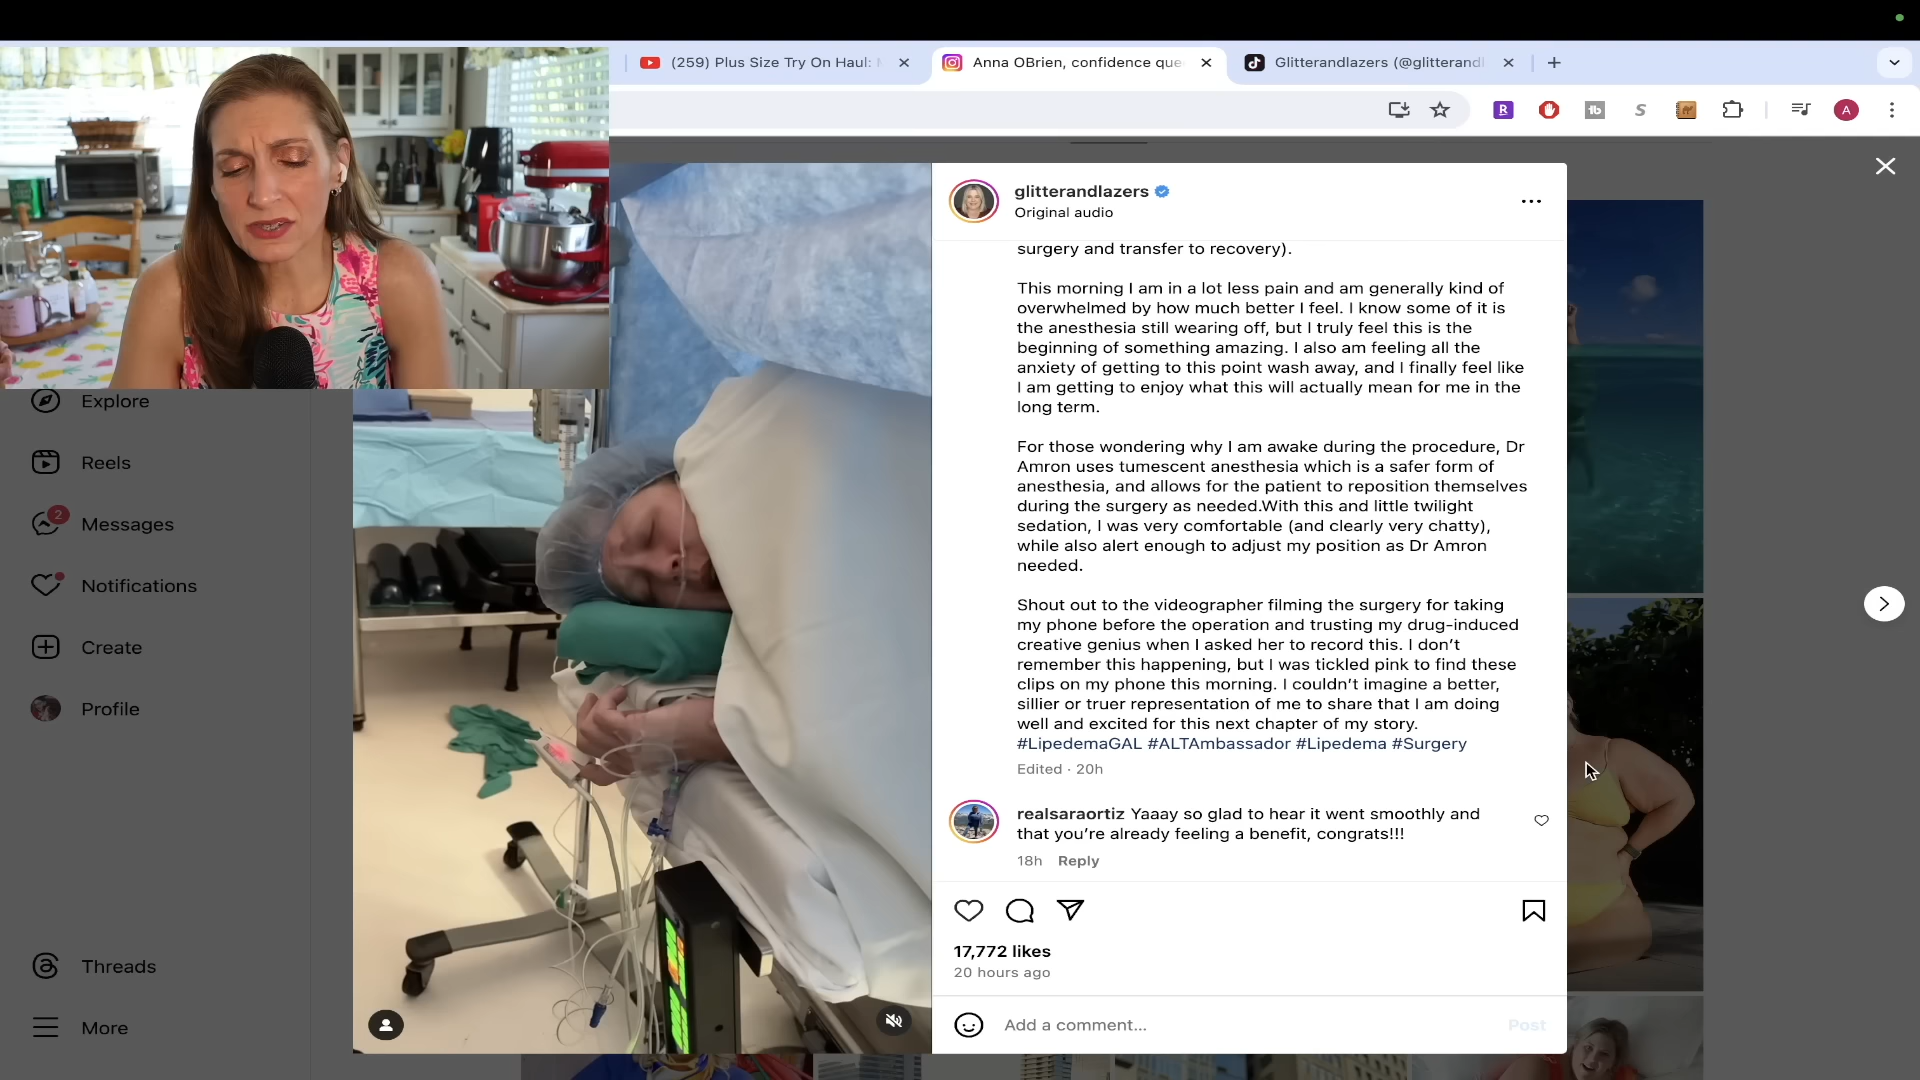 (259) Plus Size Try On Haul:
Anna OBrien, confidence que
Glitterandlazers (@glitterandl
A
glitterandlazers
Original audio
surgery and transfer to recovery).
This morning I am in a lot less pain and am generally kind of
overwhelmed by how much better I feel. I know some of it is
the anesthesia still wearing off, but I truly feel this is the
beginning of something amazing. I also am feeling all the
anxiety of getting to this point wash away, and I finally feel like
I am getting to enjoy what this will actually mean for me in the
long term.
For those wondering why I am awake during the procedure, Dr
Amron uses tumescent anesthesia which is a safer form of
anesthesia, and allows for the patient to reposition themselves
during the surgery as needed.With this and little twilight
sedation, I was very comfortable (and clearly very chatty),
while also alert enough to adjust my position as Dr Amron
needed.
Shout out to the videographer filming the surgery for taking
my phone before the operation and trusting my drug-induced
creative genius when I asked her to record this. I don't
remember this happening, but I was tickled pink to find these
clips on my phone this morning. I couldn't imagine a better,
sillier or truer representation of me to share that I am doing
well and excited for this next chapter of my story.
#LipedemaGAL #ALTAmbassador #Lipedema #Surgery
Edited · 20h
realsaraortiz Yaaay so glad to hear it went smoothly and
that you're already feeling a benefit, congrats!!!
18h Reply
17,772 likes
20 hours ago
Add a comment...
Post
Explore
Reels
2
Messages
Notifications
Create
Profile
Threads
More